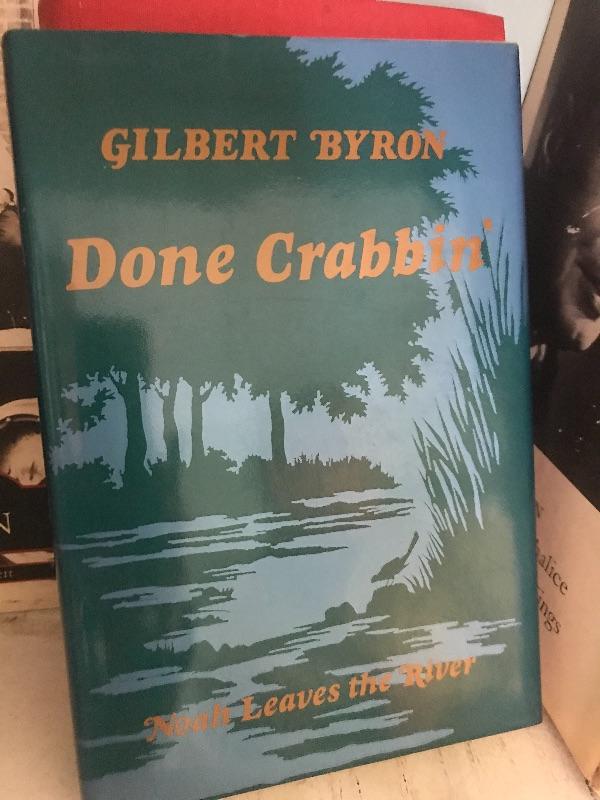 GILBERT BYRON
Done Crabbin'
Noah Leaves the River